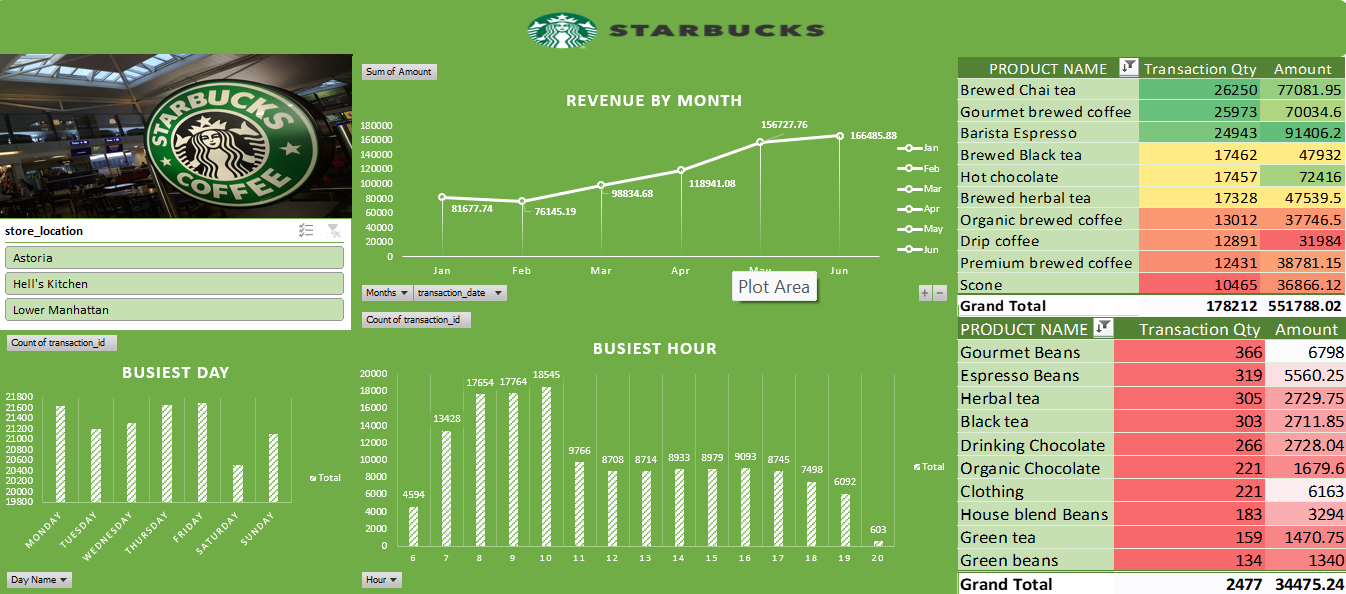 STARBUCKS
STARBUCKS
COFFEE
store_location
Astoria
Hell's Kitchen
Lower Manhattan
Sum of Amount
REVENUE BY MONTH
180000
160000
140000
120000
100000
80000
60000
40000
20000
0
81677.74
76145.19
98834.68
118941.08
156727.76
166485.88
Jan
Feb
Mar
Apr
May
Jun
Jan
Feb
Mar
Apr
May
Jun
Plot Area
Months
transaction_date
+ −
Count of transaction_id
BUSIEST DAY
21800
21600
21400
21200
21000
20800
20600
20400
20200
20000
19800
MONDAY
TUESDAY
WEDNESDAY
THURSDAY
FRIDAY
SATURDAY
SUNDAY
Total
Day Name
Count of transaction_id
BUSIEST HOUR
20000
18000
16000
14000
12000
10000
8000
6000
4000
2000
0
4594
13428
17654
17764
18545
9766
8708
8714
8933
8979
9093
8745
7498
6092
603
6 7 8 9 10 11 12 13 14 15 16 17 18 19 20
Total
Hour
PRODUCT NAME Transaction Qty Amount
Brewed Chai tea 26250 77081.95
Gourmet brewed coffee 25973 70034.6
Barista Espresso 24943 91406.2
Brewed Black tea 17462 47932
Hot chocolate 17457 72416
Brewed herbal tea 17328 47539.5
Organic brewed coffee 13012 37746.5
Drip coffee 12891 31984
Premium brewed coffee 12431 38781.15
Scone 10465 36866.12
Grand Total 178212 551788.02
PRODUCT NAME Transaction Qty Amount
Gourmet Beans 366 6798
Espresso Beans 319 5560.25
Herbal tea 305 2729.75
Black tea 303 2711.85
Drinking Chocolate 266 2728.04
Organic Chocolate 221 1679.6
Clothing 221 6163
House blend Beans 183 3294
Green tea 159 1470.75
Green beans 134 1340
Grand Total 2477 34475.24